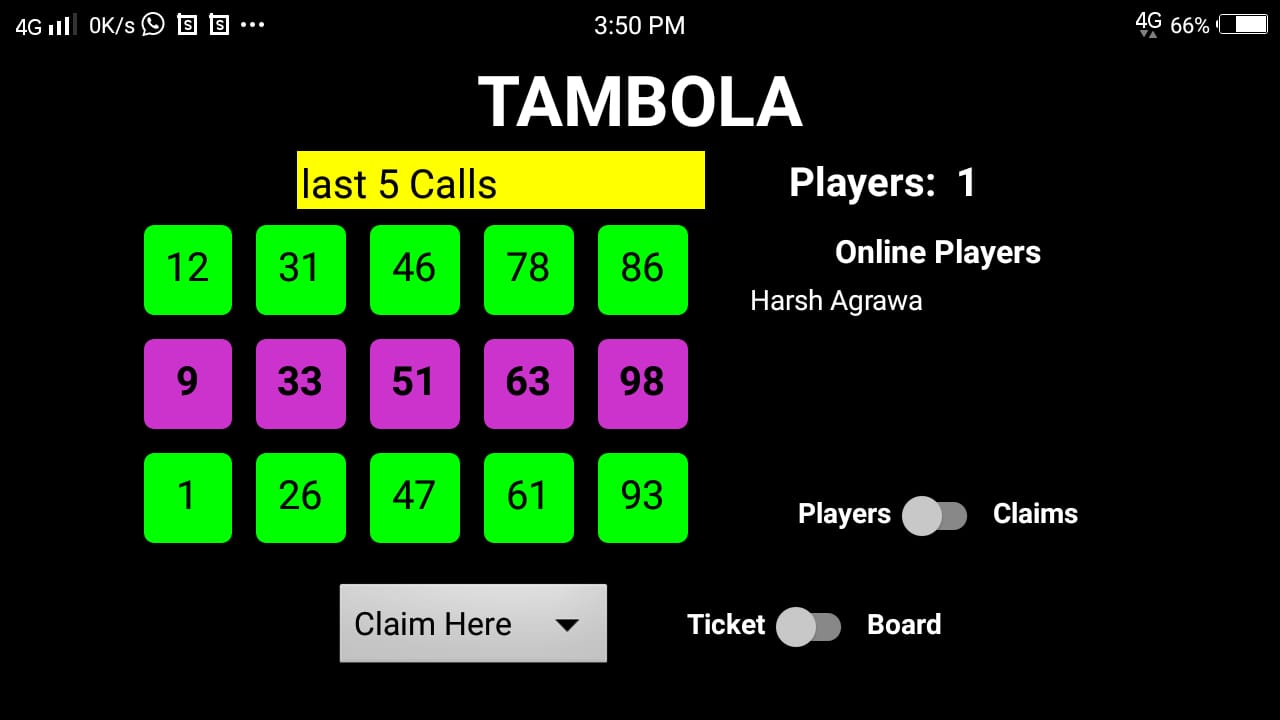 4G 0K/s S S 3:50 PM 4G 66%
TAMBOLA
last 5 Calls
Players: 1
12 31 46 78 86
Online Players
Harsh Agrawa
9 33 51 63 98
1 26 47 61 93
Players Claims
Claim Here
Ticket Board